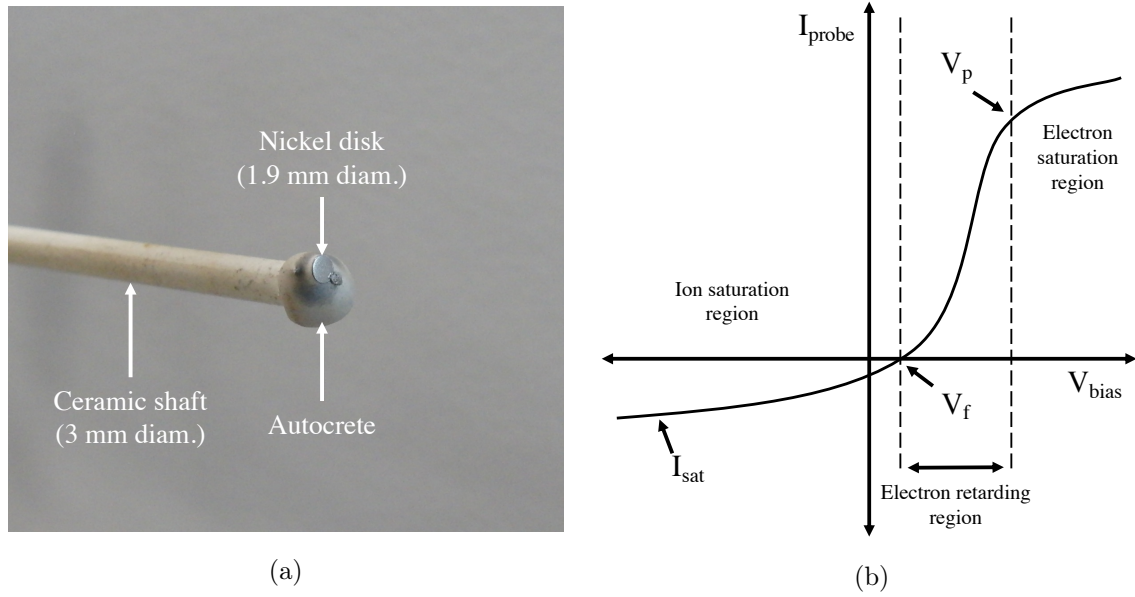 Nickel disk
(1.9 mm diam.)
Ceramic shaft
(3 mm diam.)
Autocrete
(a)
I_probe
V_p
Electron
saturation
region
Ion saturation
region
V_bias
V_f
I_sat
Electron retarding
region
(b)